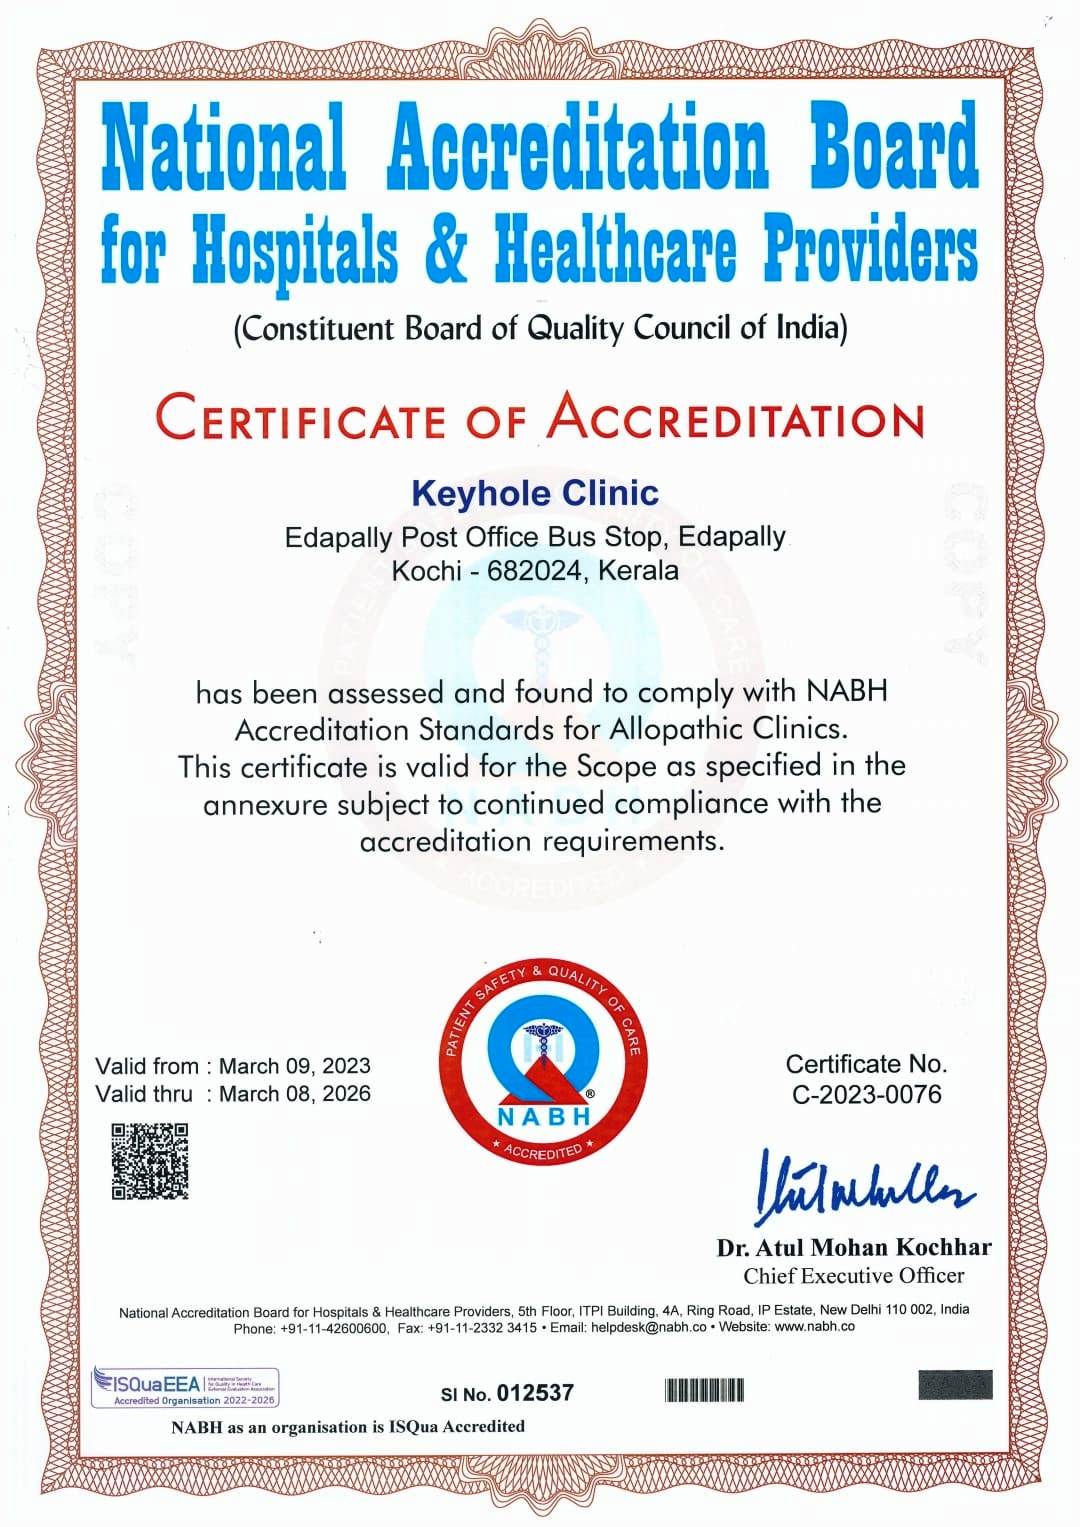 National Accreditation Board
for Hospitals & Healthcare Providers
(Constituent Board of Quality Council of India)
CERTIFICATE OF ACCREDITATION
Keyhole Clinic
Edapally Post Office Bus Stop, Edapally
Kochi - 682024, Kerala
COPY
COPY
has been assessed and found to comply with NABH
Accreditation Standards for Allopathic Clinics.
This certificate is valid for the Scope as specified in the
annexure subject to continued compliance with the
accreditation requirements.
PATIENT SAFETY & QUALITY OF CARE
NABH
®
★ ACCREDITED ★
Valid from : March 09, 2023
Valid thru : March 08, 2026
Certificate No.
C-2023-0076
Dr. Atul Mohan Kochhar
Chief Executive Officer
National Accreditation Board for Hospitals & Healthcare Providers, 5th Floor, ITPI Building, 4A, Ring Road, IP Estate, New Delhi 110 002, India
Phone: +91-11-42600600, Fax: +91-11-2332 3415 • Email: helpdesk@nabh.co • Website: www.nabh.co
ISQuaEEA
International Society
for Quality in Health Care
External Evaluation Association
Accredited Organisation 2022-2026
SI No. 012537
NABH as an organisation is ISQua Accredited